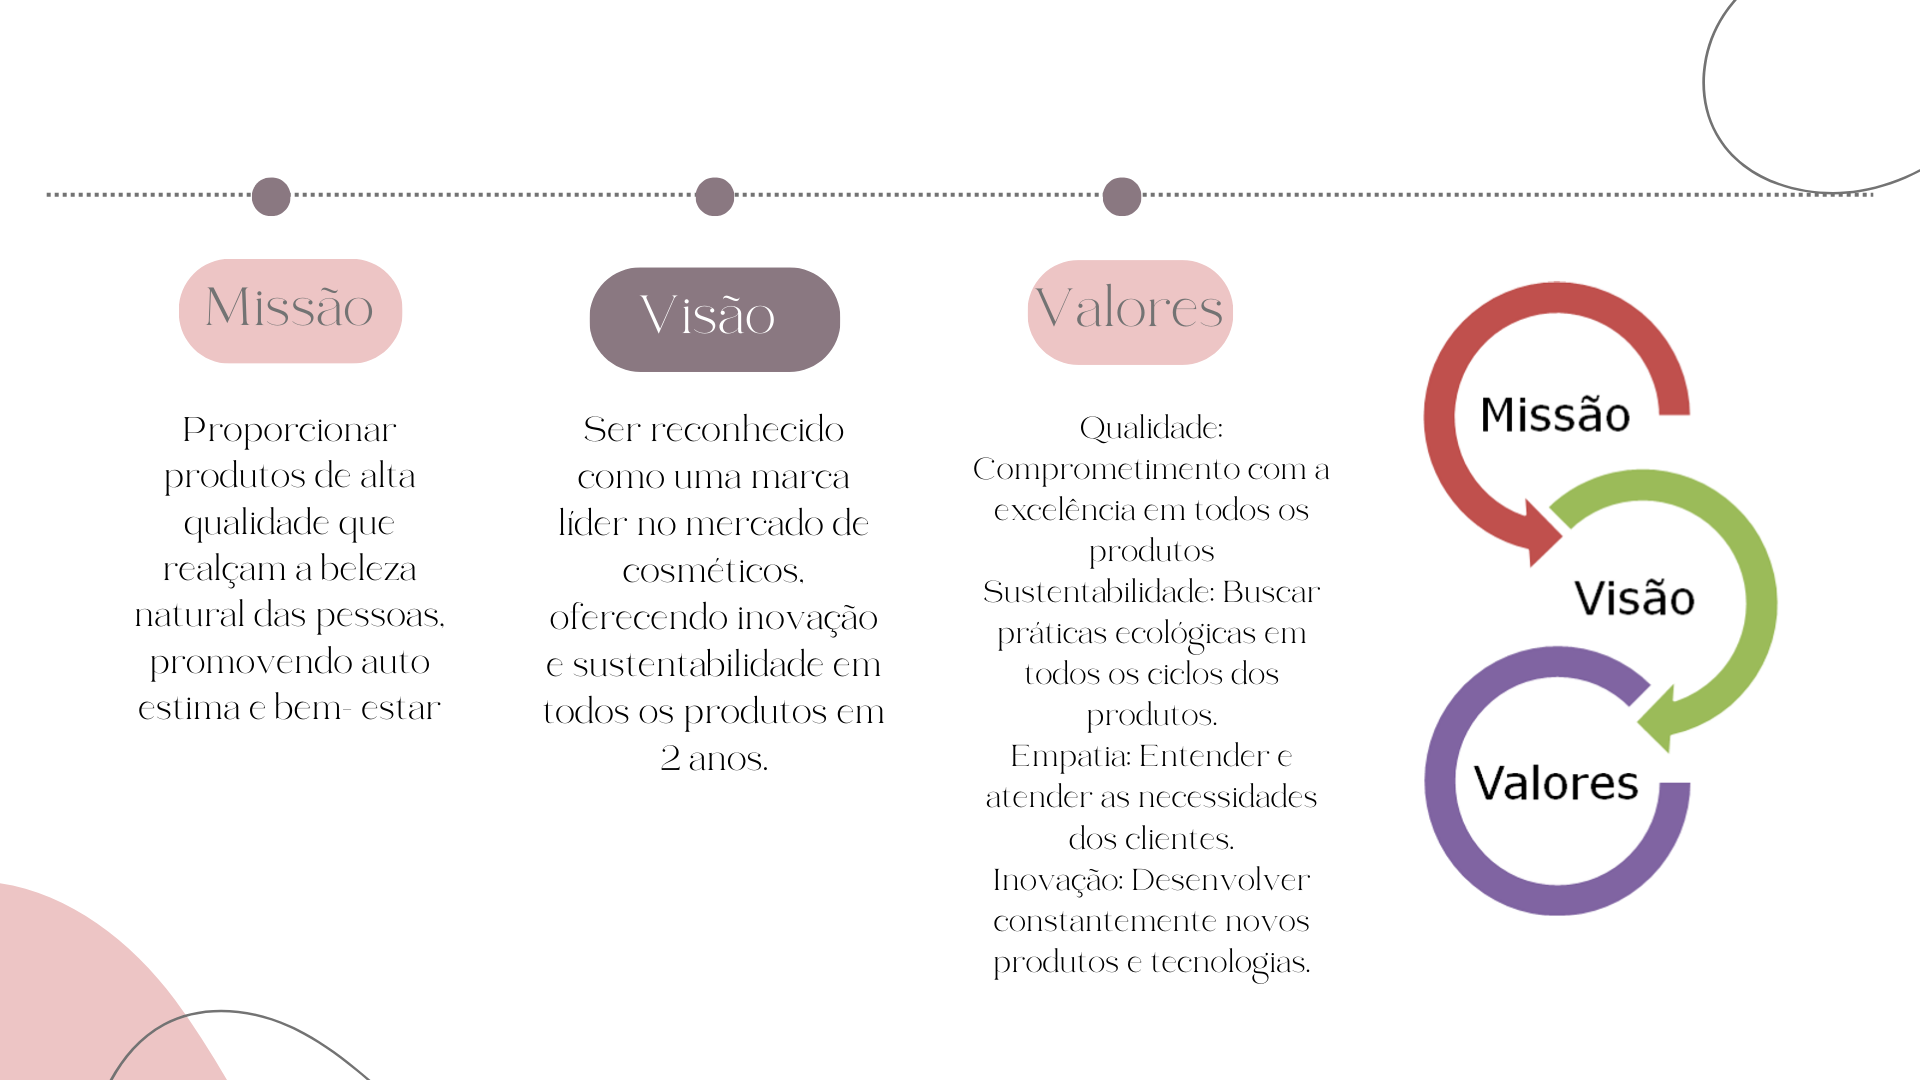 Missão
Proporcionar
produtos de alta
qualidade que
realçam a beleza
natural das pessoas,
promovendo auto
estima e bem- estar
Visão
Ser reconhecido
como uma marca
líder no mercado de
cosméticos,
oferecendo inovação
e sustentabilidade em
todos os produtos em
2 anos.
Valores
Qualidade:
Comprometimento com a
excelência em todos os
produtos
Sustentabilidade: Buscar
práticas ecológicas em
todos os ciclos dos
produtos.
Empatia: Entender e
atender as necessidades
dos clientes.
Inovação: Desenvolver
constantemente novos
produtos e tecnologias.
Missão
Visão
Valores